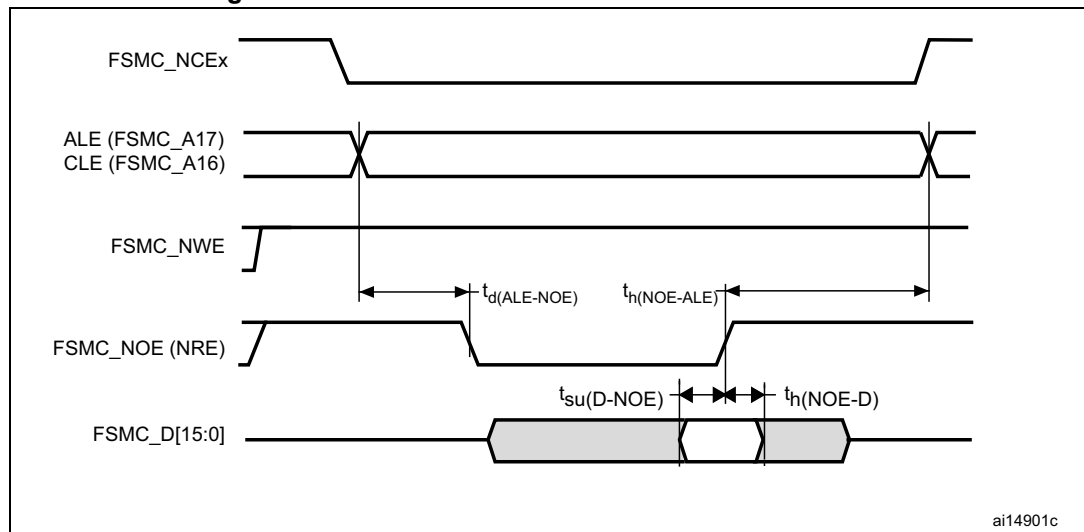 FSMC_NCEx
ALE (FSMC_A17)
CLE (FSMC_A16)
FSMC_NWE
td(ALE-NOE)
th(NOE-ALE)
FSMC_NOE (NRE)
tsu(D-NOE)
th(NOE-D)
FSMC_D[15:0]
ai14901c